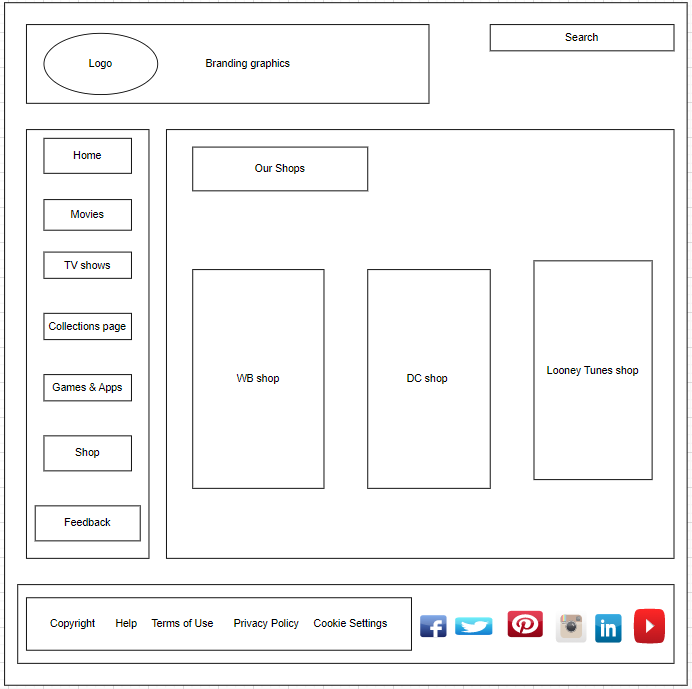 Logo
Branding graphics
Search
Home
Movies
TV shows
Collections page
Games & Apps
Shop
Feedback
Our Shops
WB shop
DC shop
Looney Tunes shop
Copyright Help Terms of Use Privacy Policy Cookie Settings
f
in